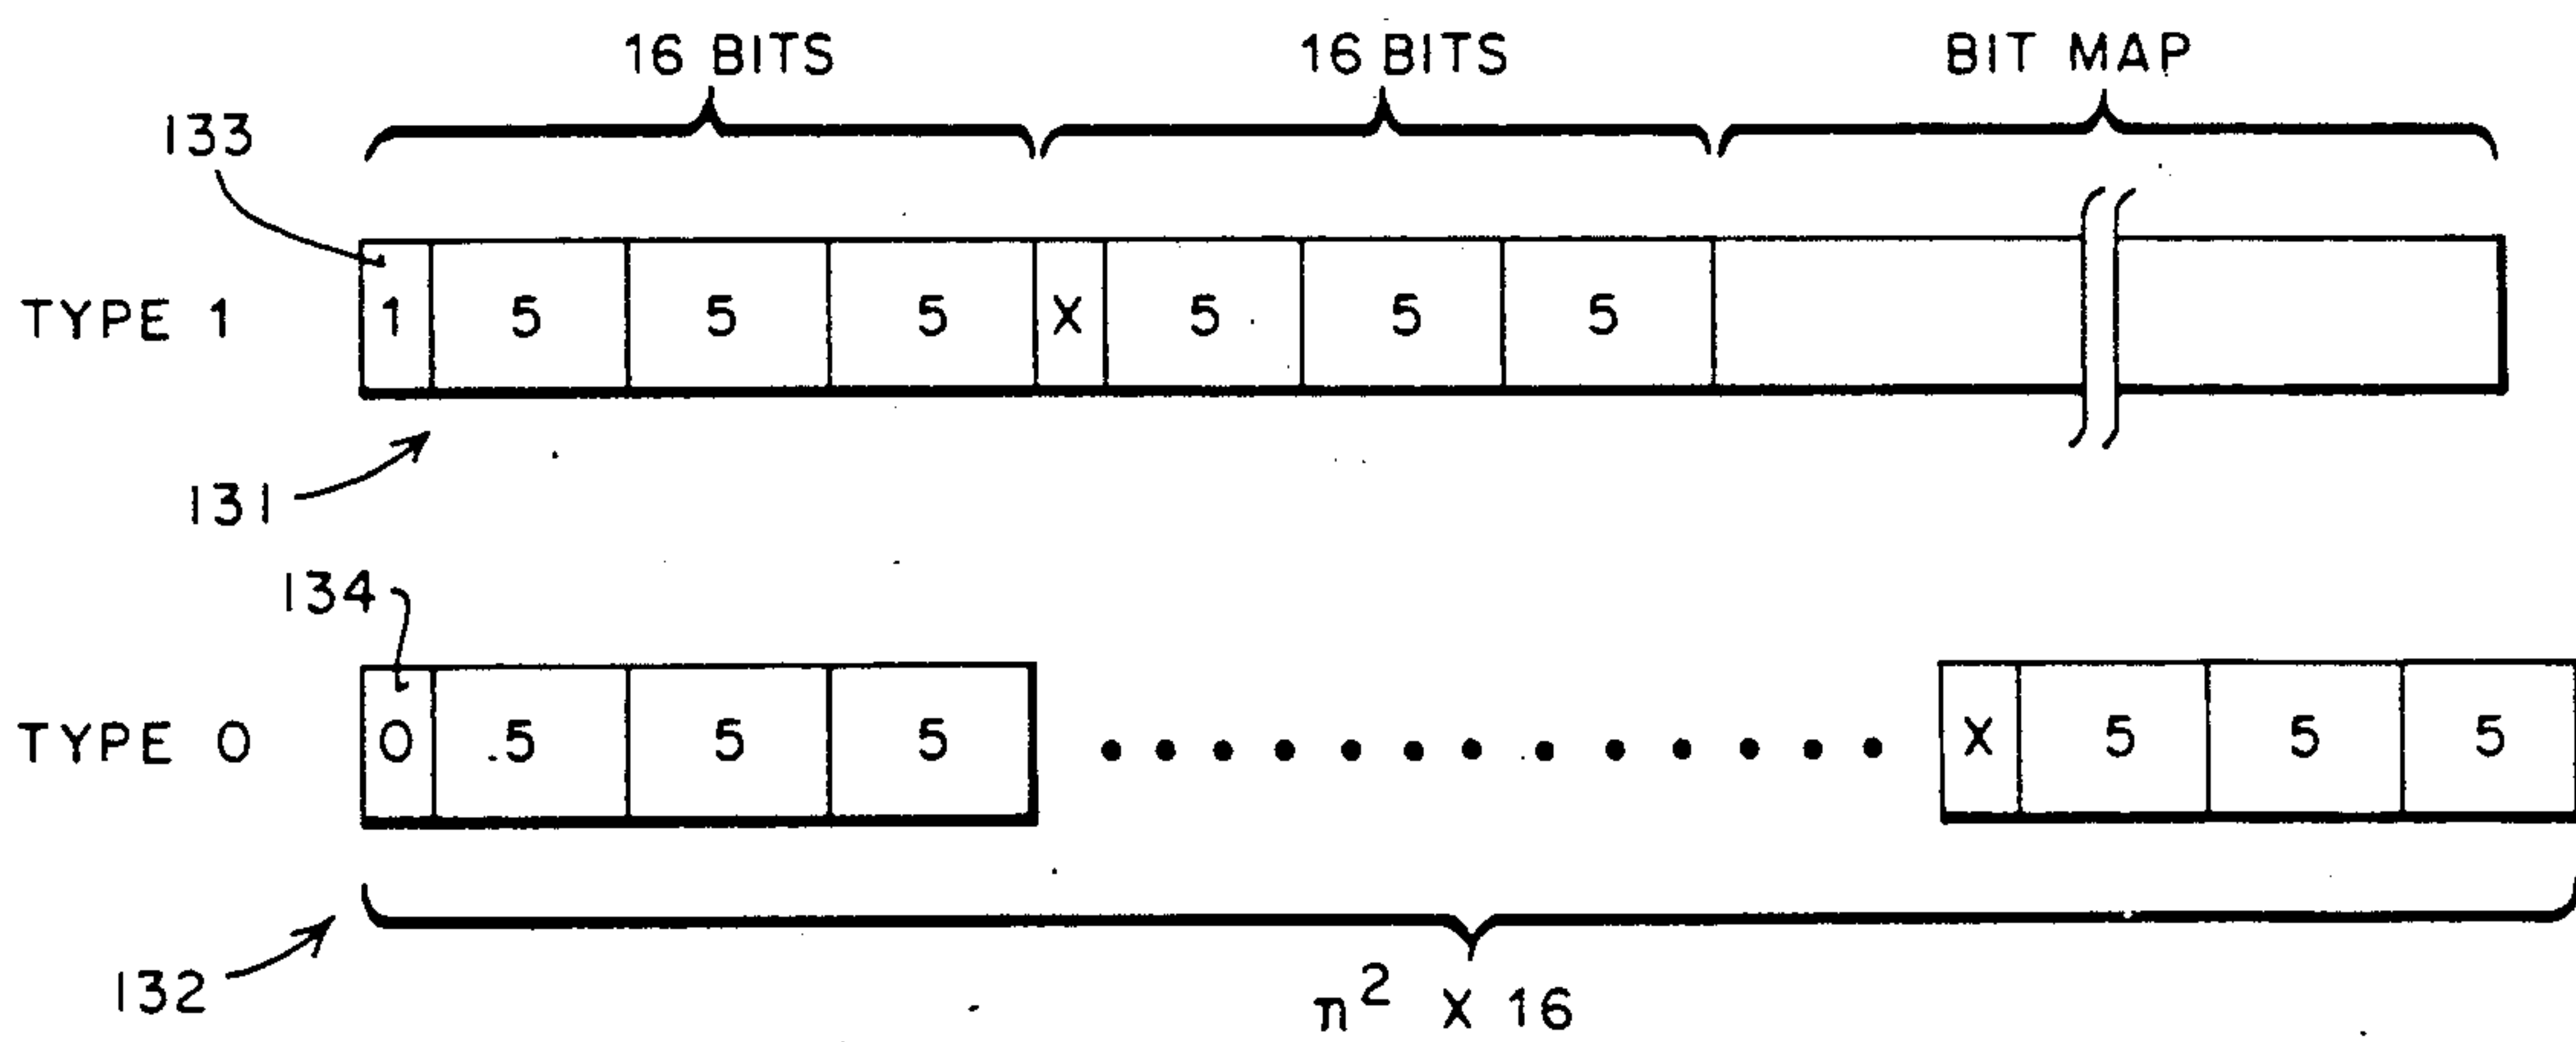 16 BITS 16 BITS BIT MAP
133
TYPE 1 1 5 5 5 X 5 5 5
131
134
TYPE 0 0 5 5 5 X 5 5 5
132
n² X 16